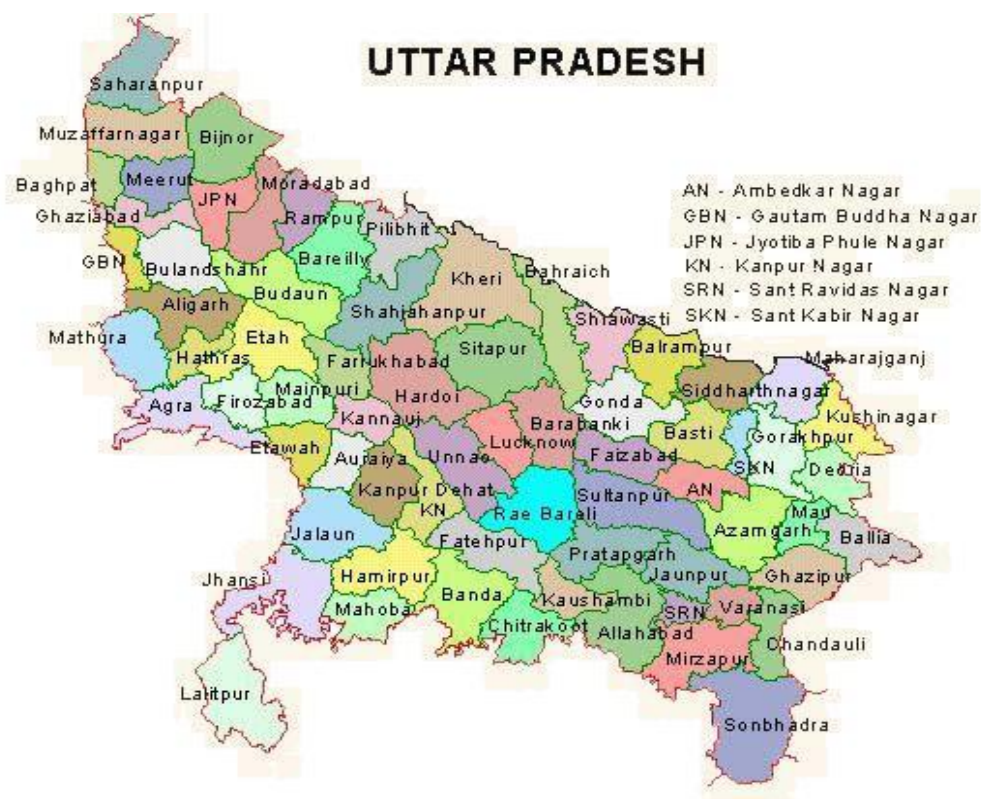 UTTAR PRADESH
Saharanpur
Muzaffarnagar
Bijnor
Baghpat
Meerut
Moradabad
JPN
Ghaziabad
Rampur
Pilibhit
GBN
Bulandshahr
Bareilly
Kheri
Bahraich
Budaun
Aligarh
Shahjahanpur
Shrawasti
Mathura
Etah
Balrampur
Maharajganj
Hathras
Farrukhabad
Sitapur
Siddharthnagar
Agra
Firozabad
Mainpuri
Hardoi
Gonda
Kushinagar
Kannauj
Barabanki
Basti
Gorakhpur
Etawah
Auraiya
Unnao
Lucknow
Faizabad
SKN
Deoria
Kanpur Dehat
KN
Rae Bareli
Sultanpur
AN
Mau
Jalaun
Fatehpur
Azamgarh
Ballia
Pratapgarh
Jhansi
Hamirpur
Jaunpur
Ghazipur
Mahoba
Banda
Kaushambi
SRN
Varanasi
Chitrakoot
Allahabad
Chandauli
Mirzapur
Lalitpur
Sonbhadra
AN - Ambedkar Nagar
GBN - Gautam Buddha Nagar
JPN - Jyotiba Phule Nagar
KN - Kanpur Nagar
SRN - Sant Ravidas Nagar
SKN - Sant Kabir Nagar